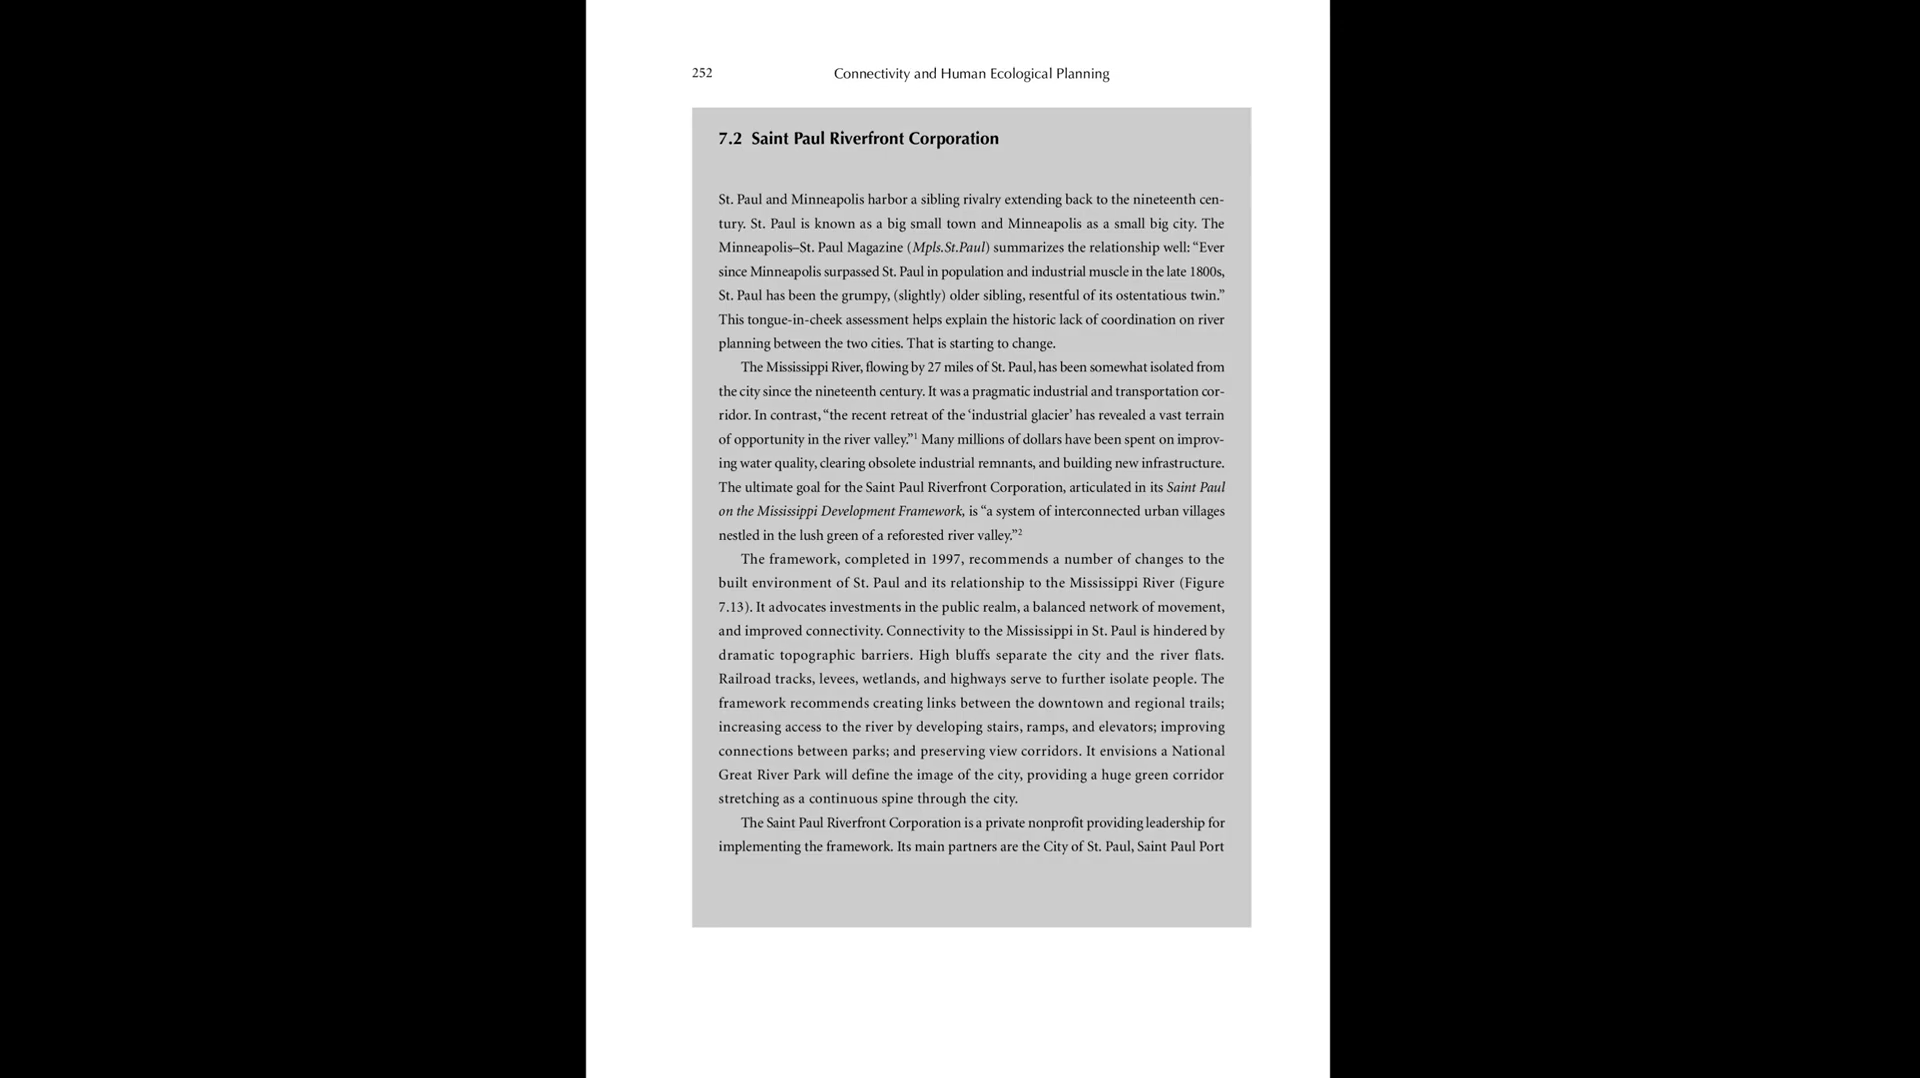 252
Connectivity and Human Ecological Planning
7.2 Saint Paul Riverfront Corporation
St. Paul and Minneapolis harbor a sibling rivalry extending back to the nineteenth cen-
tury. St. Paul is known as a big small town and Minneapolis as a small big city. The
Minneapolis–St. Paul Magazine (Mpls.St.Paul) summarizes the relationship well: “Ever
since Minneapolis surpassed St. Paul in population and industrial muscle in the late 1800s,
St. Paul has been the grumpy, (slightly) older sibling, resentful of its ostentatious twin.”
This tongue-in-cheek assessment helps explain the historic lack of coordination on river
planning between the two cities. That is starting to change.
The Mississippi River, flowing by 27 miles of St. Paul, has been somewhat isolated from
the city since the nineteenth century. It was a pragmatic industrial and transportation cor-
ridor. In contrast, “the recent retreat of the ‘industrial glacier’ has revealed a vast terrain
of opportunity in the river valley.”¹ Many millions of dollars have been spent on improv-
ing water quality, clearing obsolete industrial remnants, and building new infrastructure.
The ultimate goal for the Saint Paul Riverfront Corporation, articulated in its Saint Paul
on the Mississippi Development Framework, is “a system of interconnected urban villages
nestled in the lush green of a reforested river valley.”²
The framework, completed in 1997, recommends a number of changes to the
built environment of St. Paul and its relationship to the Mississippi River (Figure
7.13). It advocates investments in the public realm, a balanced network of movement,
and improved connectivity. Connectivity to the Mississippi in St. Paul is hindered by
dramatic topographic barriers. High bluffs separate the city and the river flats.
Railroad tracks, levees, wetlands, and highways serve to further isolate people. The
framework recommends creating links between the downtown and regional trails;
increasing access to the river by developing stairs, ramps, and elevators; improving
connections between parks; and preserving view corridors. It envisions a National
Great River Park will define the image of the city, providing a huge green corridor
stretching as a continuous spine through the city.
The Saint Paul Riverfront Corporation is a private nonprofit providing leadership for
implementing the framework. Its main partners are the City of St. Paul, Saint Paul Port